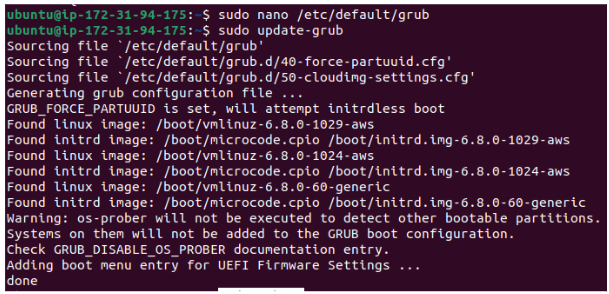 ubuntu@ip-172-31-94-175:~$ sudo nano /etc/default/grub
ubuntu@ip-172-31-94-175:~$ sudo update-grub
Sourcing file `/etc/default/grub'
Sourcing file `/etc/default/grub.d/40-force-partuuid.cfg'
Sourcing file `/etc/default/grub.d/50-cloudimg-settings.cfg'
Generating grub configuration file ...
GRUB_FORCE_PARTUUID is set, will attempt initrdless boot
Found linux image: /boot/vmlinuz-6.8.0-1029-aws
Found initrd image: /boot/microcode.cpio /boot/initrd.img-6.8.0-1029-aws
Found linux image: /boot/vmlinuz-6.8.0-1024-aws
Found initrd image: /boot/microcode.cpio /boot/initrd.img-6.8.0-1024-aws
Found linux image: /boot/vmlinuz-6.8.0-60-generic
Found initrd image: /boot/microcode.cpio /boot/initrd.img-6.8.0-60-generic
Warning: os-prober will not be executed to detect other bootable partitions.
Systems on them will not be added to the GRUB boot configuration.
Check GRUB_DISABLE_OS_PROBER documentation entry.
Adding boot menu entry for UEFI Firmware Settings ...
done